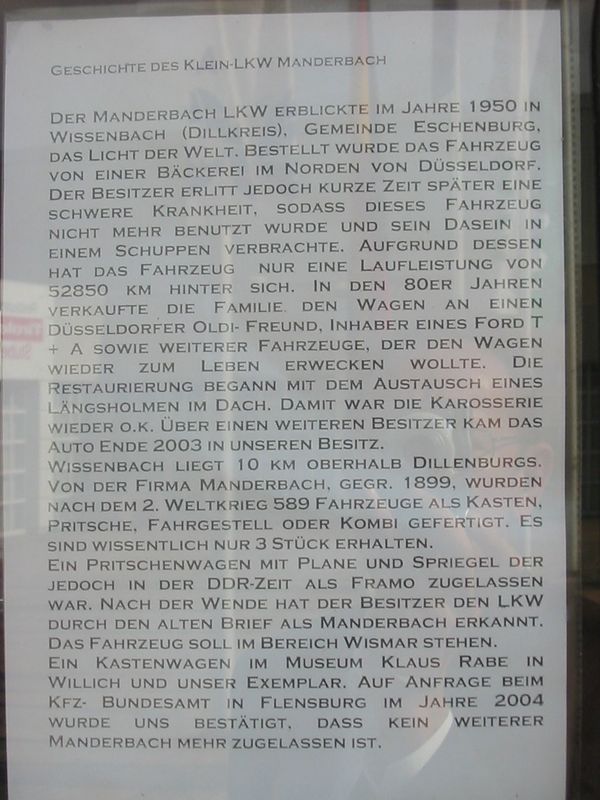 Geschichte des Klein-LKW Manderbach
Der Manderbach LKW erblickte im Jahre 1950 in
Wissenbach (Dillkreis), Gemeinde Eschenburg,
das Licht der Welt. Bestellt wurde das Fahrzeug
von einer Bäckerei im Norden von Düsseldorf.
Der Besitzer erlitt jedoch kurze Zeit später eine
schwere Krankheit, sodass dieses Fahrzeug
nicht mehr benutzt wurde und sein Dasein in
einem Schuppen verbrachte. Aufgrund dessen
hat das Fahrzeug nur eine Laufleistung von
52850 km hinter sich. In den 80er Jahren
verkaufte die Familie den Wagen an einen
Düsseldorfer Oldi- Freund, Inhaber eines Ford T
+ A sowie weiterer Fahrzeuge, der den Wagen
wieder zum Leben erwecken wollte. Die
Restaurierung begann mit dem Austausch eines
Längsholmen im Dach. Damit war die Karosserie
wieder o.k. Über einen weiteren Besitzer kam das
Auto Ende 2003 in unseren Besitz.
Wissenbach liegt 10 km oberhalb Dillenburgs.
Von der Firma Manderbach, gegr. 1899, wurden
nach dem 2. Weltkrieg 589 Fahrzeuge als Kasten,
Pritsche, Fahrgestell oder Kombi gefertigt. Es
sind wissentlich nur 3 Stück erhalten.
Ein Pritschenwagen mit Plane und Spriegel der
jedoch in der DDR-Zeit als Framo zugelassen
war. Nach der Wende hat der Besitzer den LKW
durch den alten Brief als Manderbach erkannt.
Das Fahrzeug soll im Bereich Wismar stehen.
Ein Kastenwagen im Museum Klaus Rabe in
Willich und unser Exemplar. Auf Anfrage beim
Kfz- Bundesamt in Flensburg im Jahre 2004
wurde uns bestätigt, dass kein weiterer
Manderbach mehr zugelassen ist.